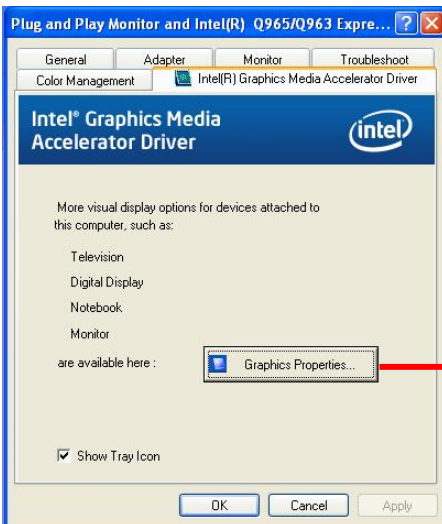 Plug and Play Monitor and Intel(R) Q965/Q963 Expre...
General Adapter Monitor Troubleshoot
Color Management Intel(R) Graphics Media Accelerator Driver
Intel® Graphics Media
Accelerator Driver
intel
More visual display options for devices attached to
this computer, such as:
Television
Digital Display
Notebook
Monitor
are available here :
Graphics Properties...
Show Tray Icon
OK Cancel Apply